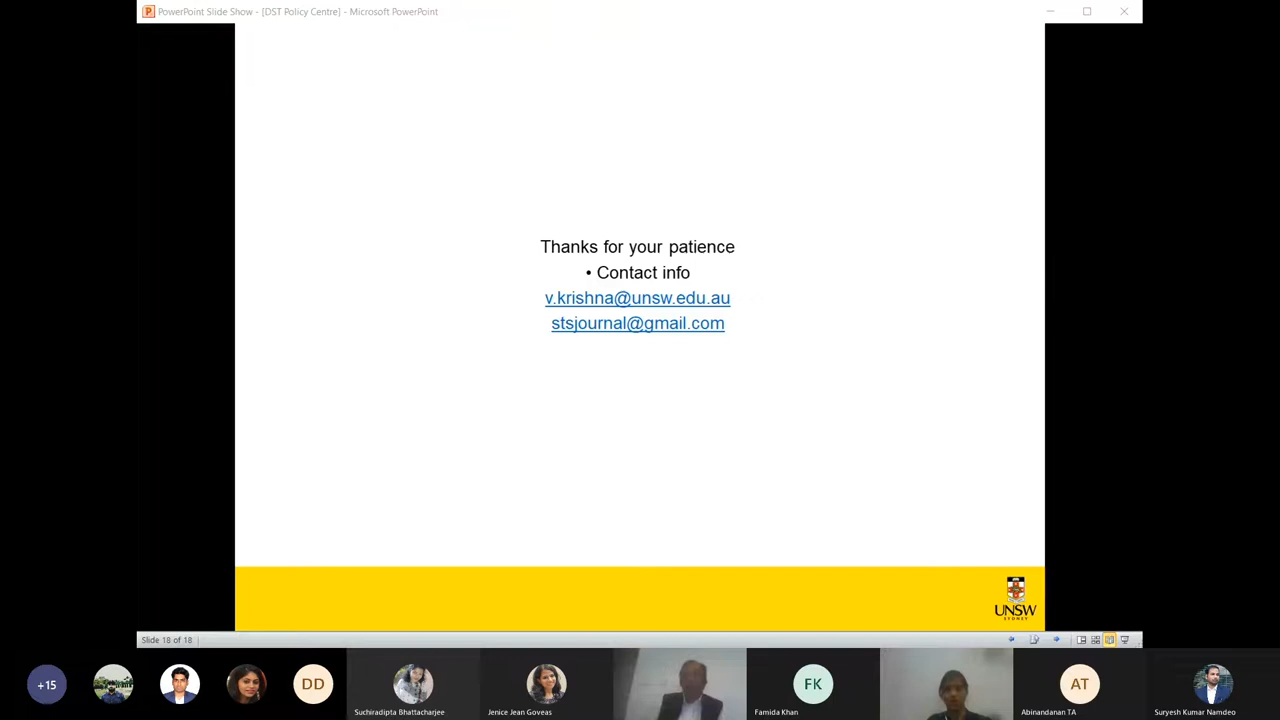 PowerPoint Slide Show - [DST Policy Centre] - Microsoft PowerPoint
Thanks for your patience
• Contact info
v.krishna@unsw.edu.au
stsjournal@gmail.com
UNSW
SYDNEY
Slide 18 of 18
+15
DD
Suchiradipta Bhattacharjee
Jenice Jean Goveas
FK
Famida Khan
AT
Abinandanan TA
Suryesh Kumar Namdeo